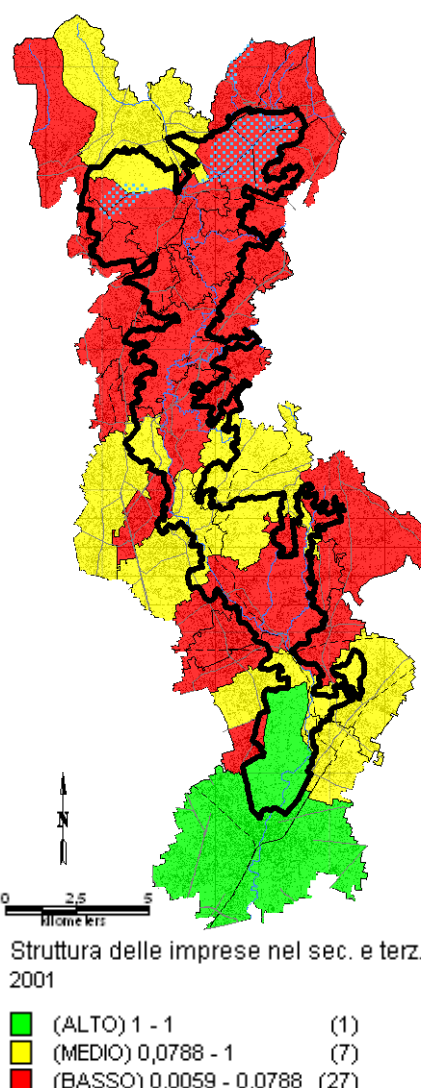 N
0 2,5 5
kilometers
Struttura delle imprese nel sec. e terz.
2001
(ALTO) 1 - 1 (1)
(MEDIO) 0,0788 - 1 (7)
(BASSO) 0,0059 - 0,0788 (27)